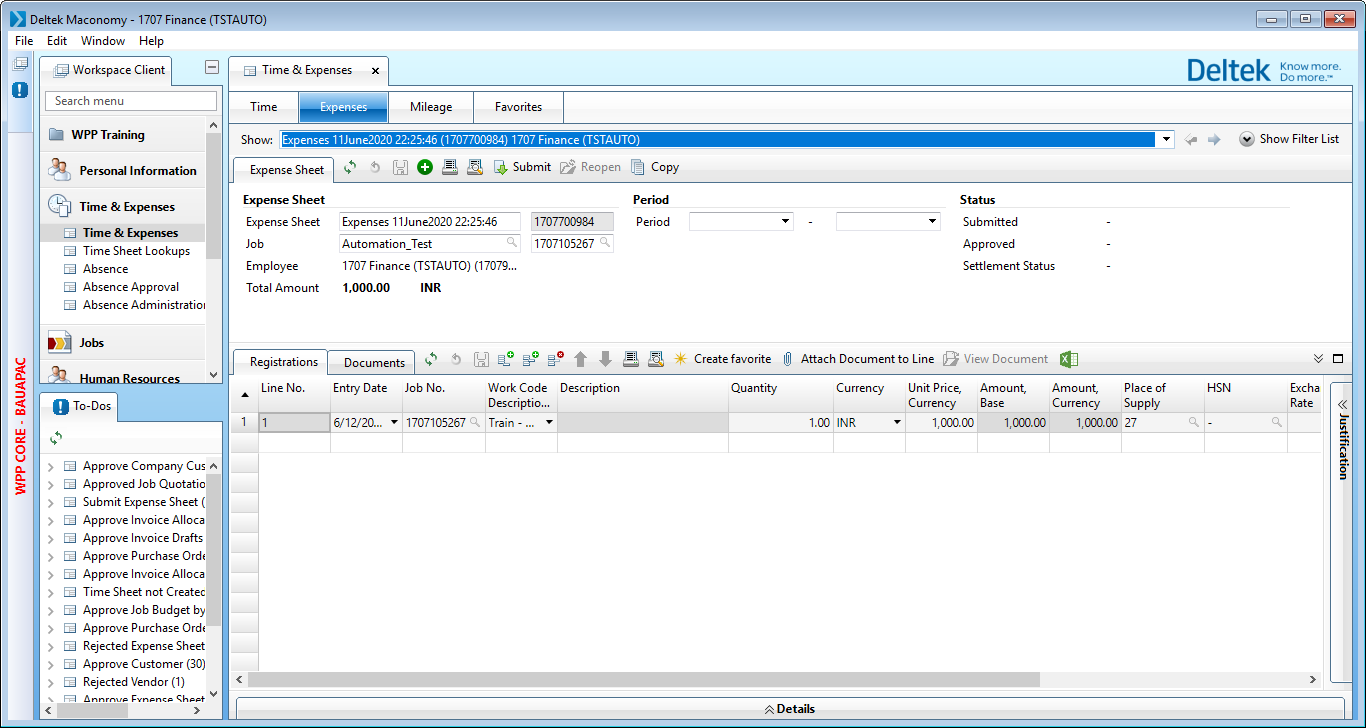 Deltek Maconomy - 1707 Finance (TSTAUTO)
File Edit Window Help
WPP CORE - BAUAPAC
Workspace Client
Search menu
WPP Training
Personal Information
Time & Expenses
Time & Expenses
Time Sheet Lookups
Absence
Absence Approval
Absence Administration
Jobs
Human Resources
To-Dos
Approve Company Cus
Approved Job Quotatio
Submit Expense Sheet (
Approve Invoice Alloca
Approve Invoice Drafts
Approve Purchase Orde
Approve Invoice Alloca
Time Sheet not Created
Approve Job Budget by
Approve Purchase Orde
Rejected Expense Sheet
Approve Customer (30)
Rejected Vendor (1)
Approve Expense Sheet
Time & Expenses
Deltek Know more.
Do more.™
Time Expenses Mileage Favorites
Show: Expenses 11June2020 22:25:46 (1707700984) 1707 Finance (TSTAUTO) Show Filter List
Expense Sheet Submit Reopen Copy
Expense Sheet Period Status
Expense Sheet Expenses 11June2020 22:25:46 1707700984 Period - Submitted -
Job Automation_Test 1707105267 Approved -
Employee 1707 Finance (TSTAUTO) (17079... Settlement Status -
Total Amount 1,000.00 INR
Registrations Documents Create favorite Attach Document to Line View Document
Line No. Entry Date Job No. Work Code Descriptio... Description Quantity Currency Unit Price, Currency Amount, Base Amount, Currency Place of Supply HSN Excha Rate
1 1 6/12/20... 1707105267 Train - ... 1.00 INR 1,000.00 1,000.00 1,000.00 27 -
Justification
Details